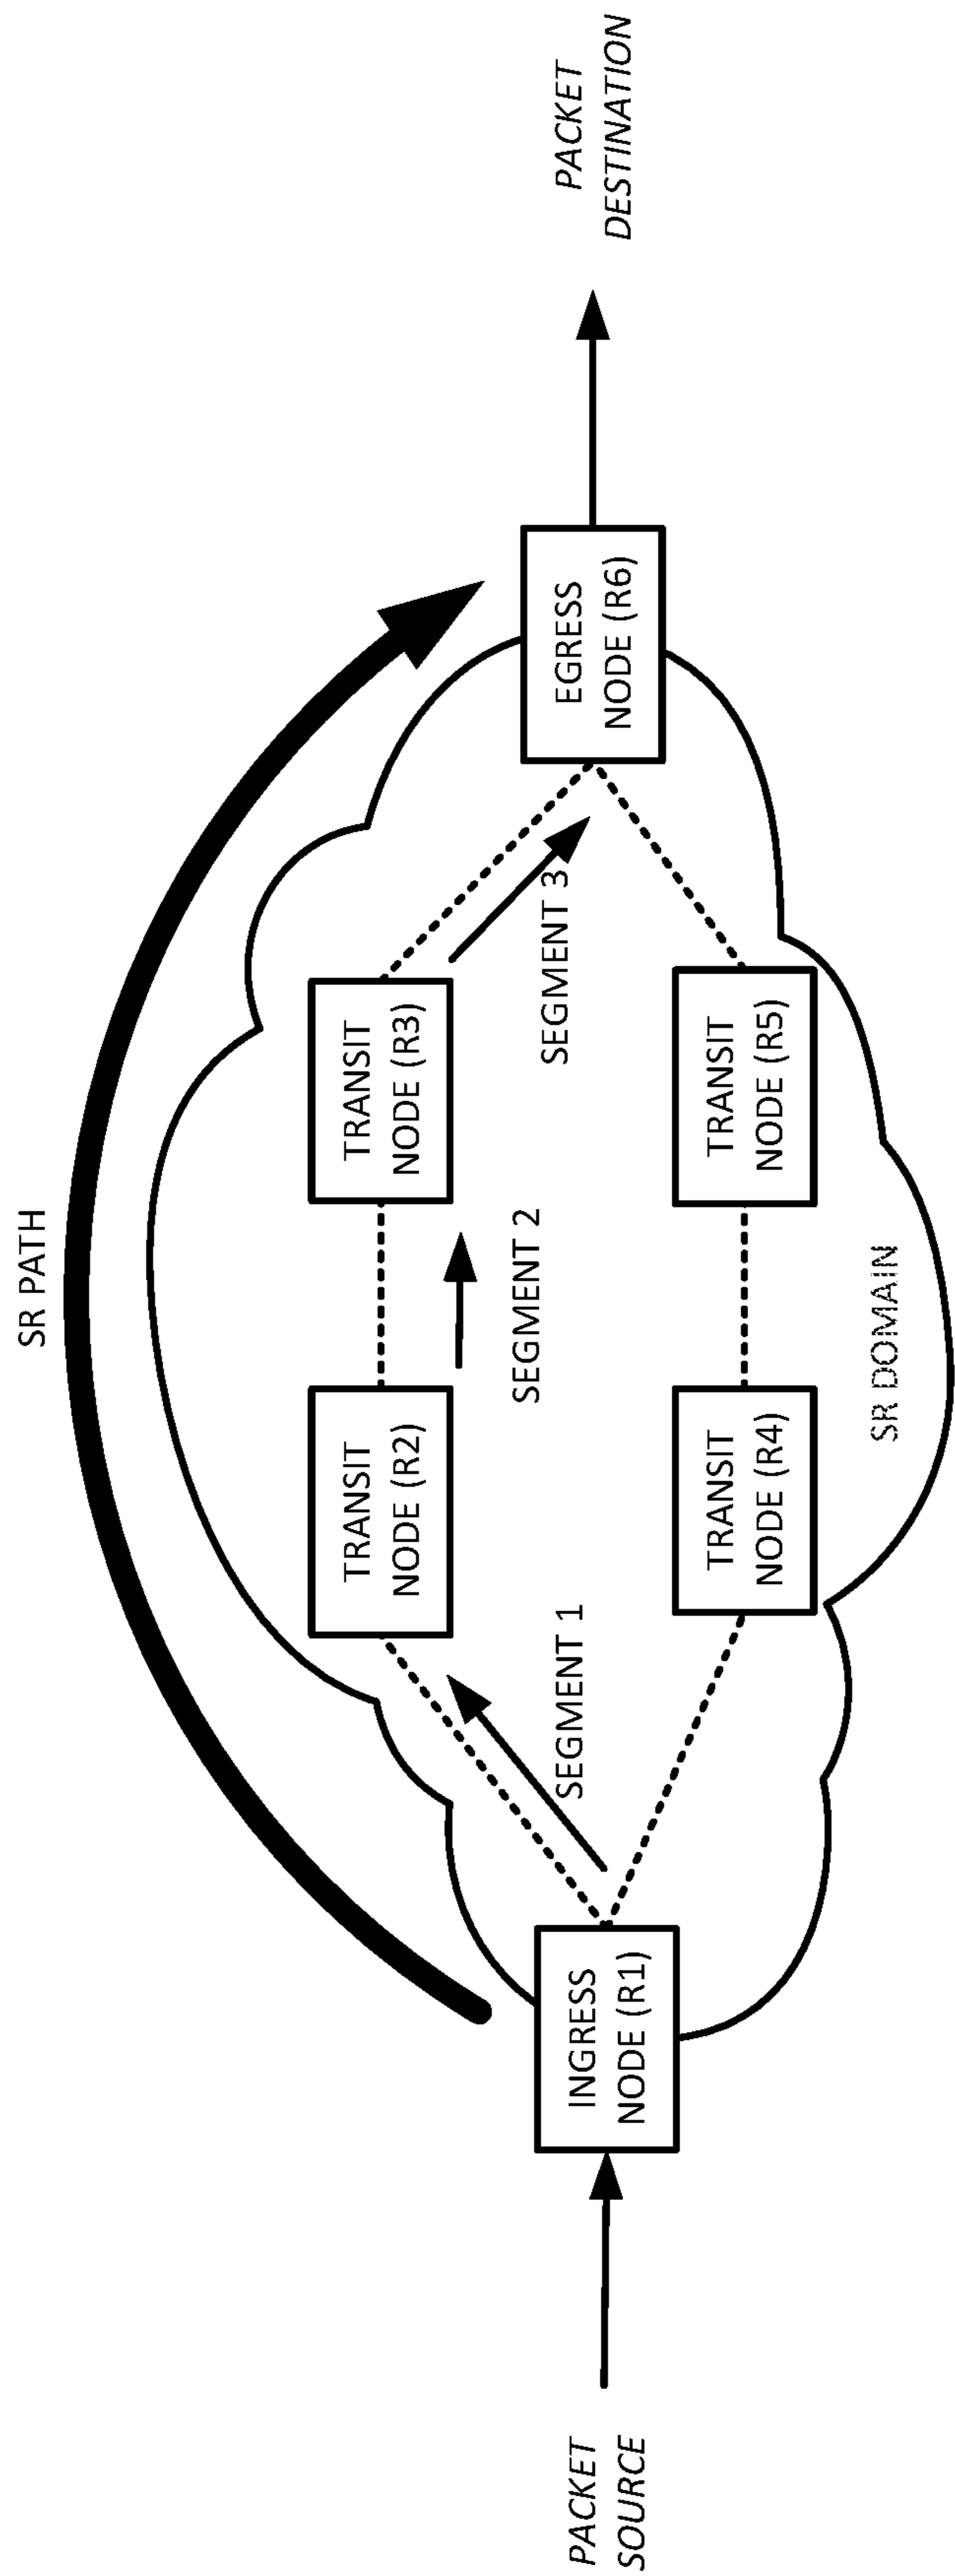 SR PATH
PACKET
SOURCE
INGRESS
NODE (R1)
SEGMENT 1
TRANSIT
NODE (R2)
SEGMENT 2
TRANSIT
NODE (R3)
SEGMENT 3
TRANSIT
NODE (R4)
TRANSIT
NODE (R5)
SR DOMAIN
EGRESS
NODE (R6)
PACKET
DESTINATION